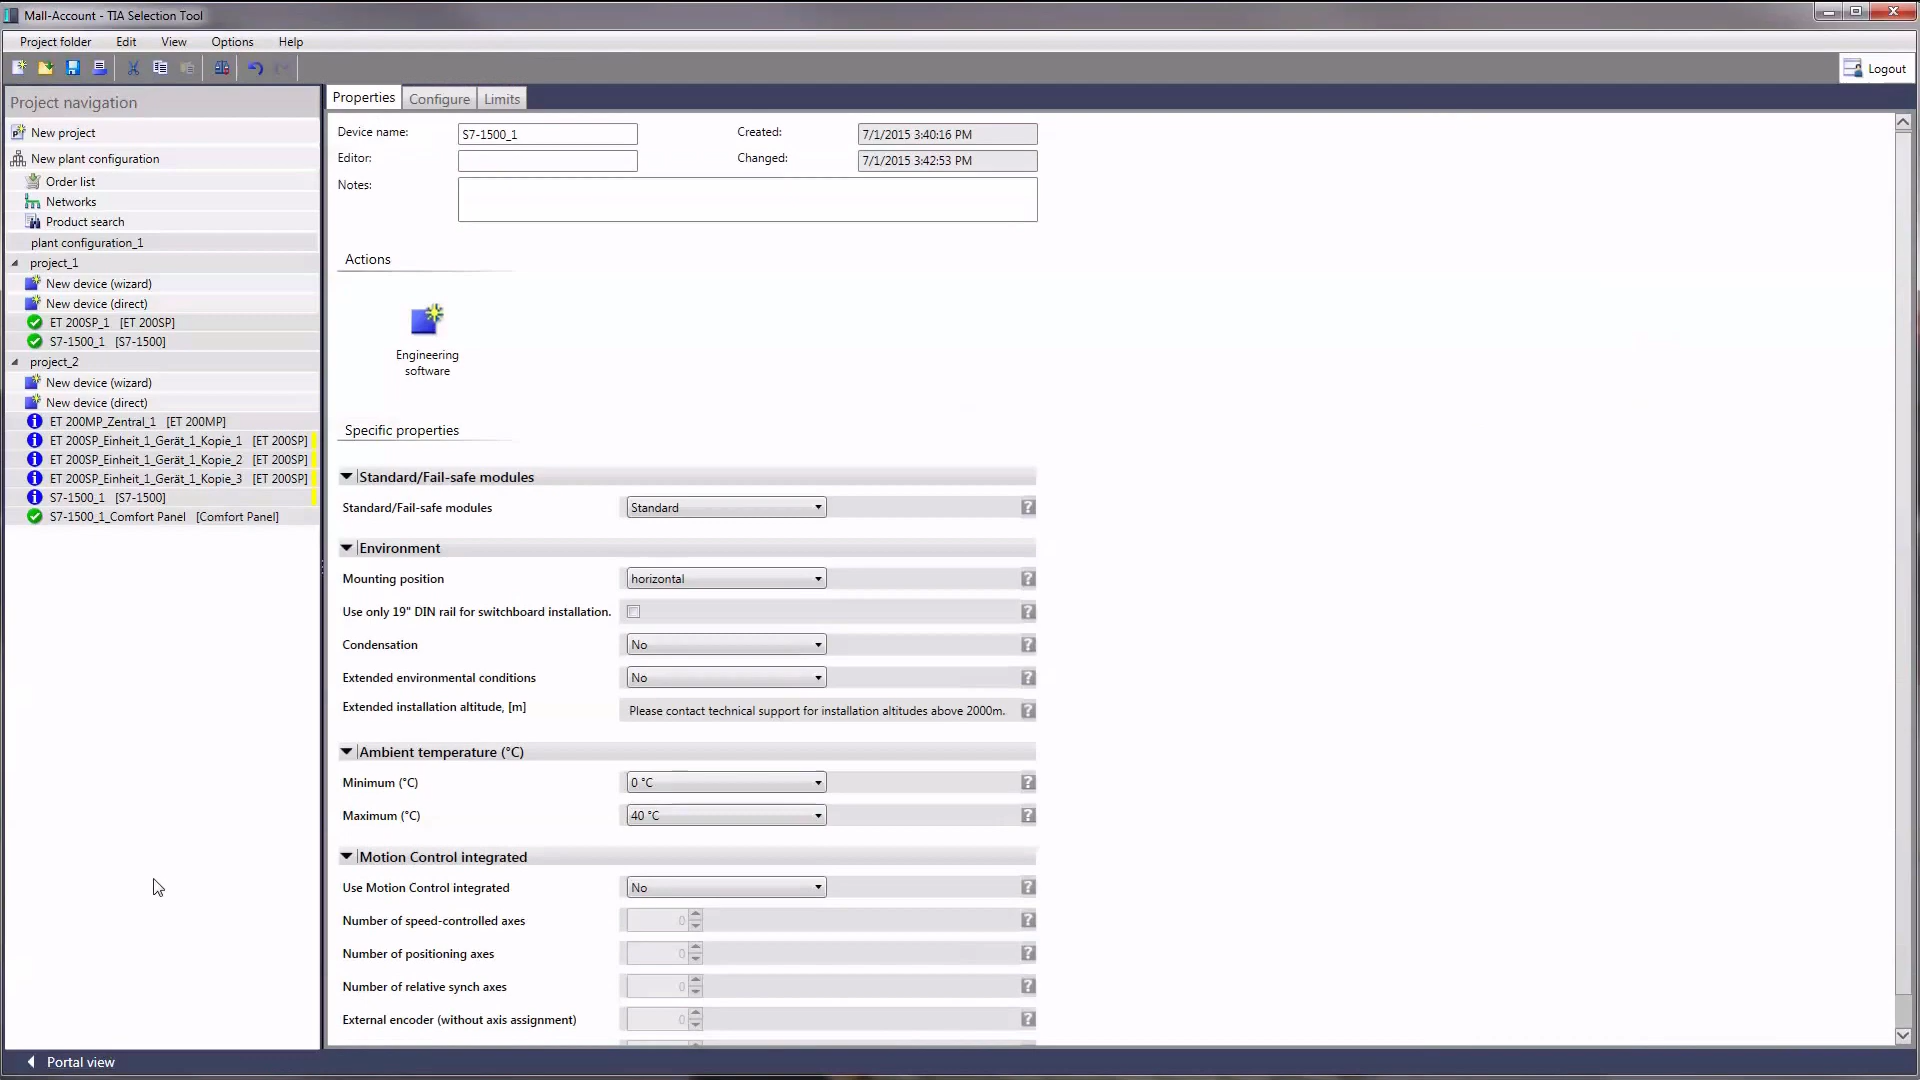 Mall-Account - TIA Selection Tool
Project folder Edit View Options Help
Logout
Project navigation
New project
New plant configuration
Order list
Networks
Product search
plant configuration_1
project_1
New device (wizard)
New device (direct)
ET 200SP_1 [ET 200SP]
S7-1500_1 [S7-1500]
project_2
New device (wizard)
New device (direct)
ET 200MP_Zentral_1 [ET 200MP]
ET 200SP_Einheit_1_Gerät_1_Kopie_1 [ET 200SP]
ET 200SP_Einheit_1_Gerät_1_Kopie_2 [ET 200SP]
ET 200SP_Einheit_1_Gerät_1_Kopie_3 [ET 200SP]
S7-1500_1 [S7-1500]
S7-1500_1_Comfort Panel [Comfort Panel]
Portal view
Properties Configure Limits
Device name: S7-1500_1 Created: 7/1/2015 3:40:16 PM
Editor: Changed: 7/1/2015 3:42:53 PM
Notes:
Actions
Engineering
software
Specific properties
Standard/Fail-safe modules
Standard/Fail-safe modules Standard ?
Environment
Mounting position horizontal ?
Use only 19" DIN rail for switchboard installation. ?
Condensation No ?
Extended environmental conditions No ?
Extended installation altitude, [m] Please contact technical support for installation altitudes above 2000m. ?
Ambient temperature (°C)
Minimum (°C) 0 °C ?
Maximum (°C) 40 °C ?
Motion Control integrated
Use Motion Control integrated No ?
Number of speed-controlled axes 0 ?
Number of positioning axes 0 ?
Number of relative synch axes 0 ?
External encoder (without axis assignment) 0 ?